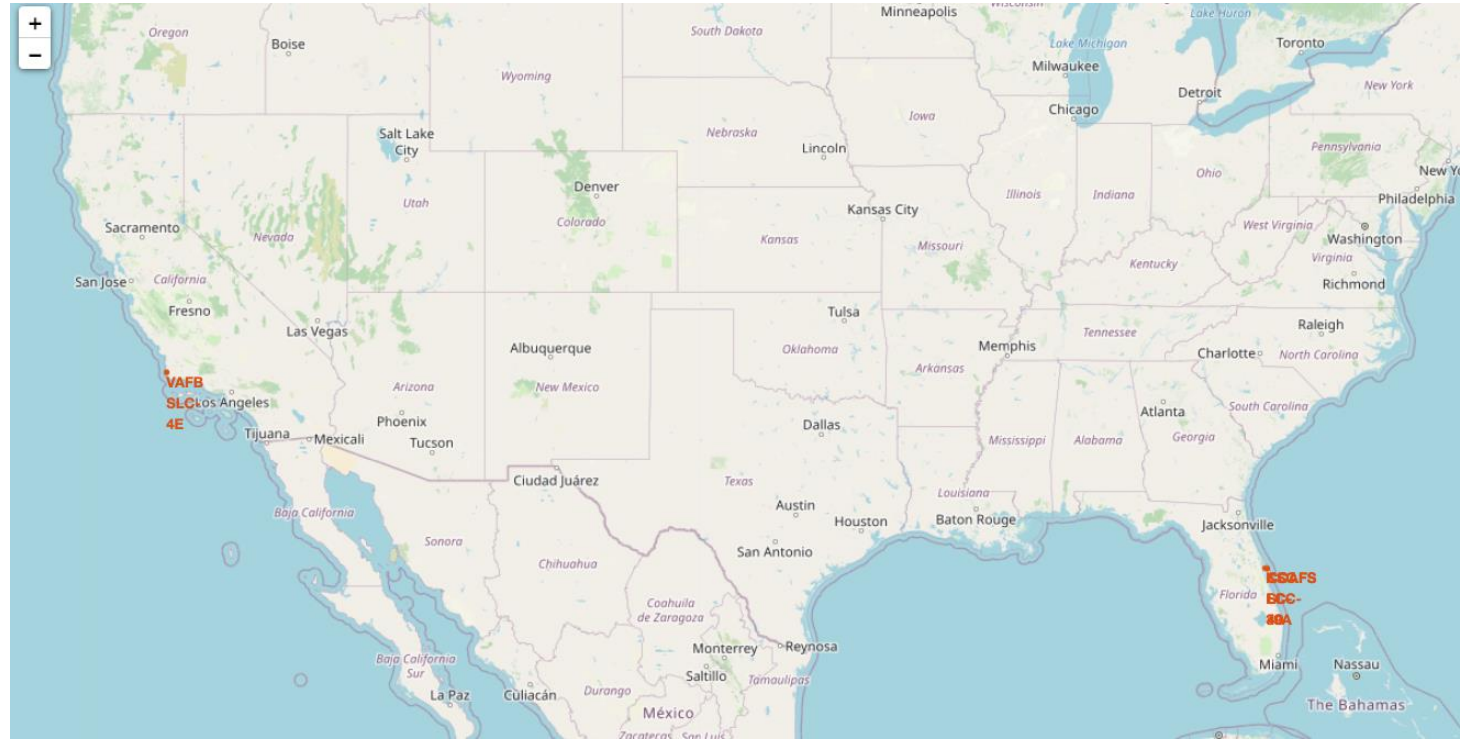 +
−
Minneapolis
Wisconsin
Lake Huron
Oregon
Boise
South Dakota
Lake Michigan
Toronto
Milwaukee
Wyoming
Detroit
New York
Chicago
Iowa
Salt Lake
City
Nebraska
Lincoln
Pennsylvania
Ohio
New Yo
Denver
Illinois
Indiana
Philadelphia
Utah
Colorado
Kansas City
Sacramento
Nevada
Kansas
Missouri
West Virginia
Washington
Virginia
San Jose
California
Kentucky
Richmond
Fresno
Tulsa
Las Vegas
Raleigh
Tennessee
Albuquerque
Oklahoma
Memphis
Charlotte
North Carolina
VAFB
SLC-
4E
Los Angeles
Arizona
New Mexico
Arkansas
Phoenix
Atlanta
South Carolina
Tijuana
Mexicali
Tucson
Dallas
Mississippi
Alabama
Georgia
Ciudad Juárez
Texas
Louisiana
Austin
Baja California
Houston
Baton Rouge
Jacksonville
Sonora
San Antonio
Chihuahua
Florida
Coahuila
de Zaragoza
Monterrey
Reynosa
Miami
Nassau
Baja California
Sur
Saltillo
Tamaulipas
La Paz
Culiacán
Durango
México
The Bahamas
Zacatecas
San Luis